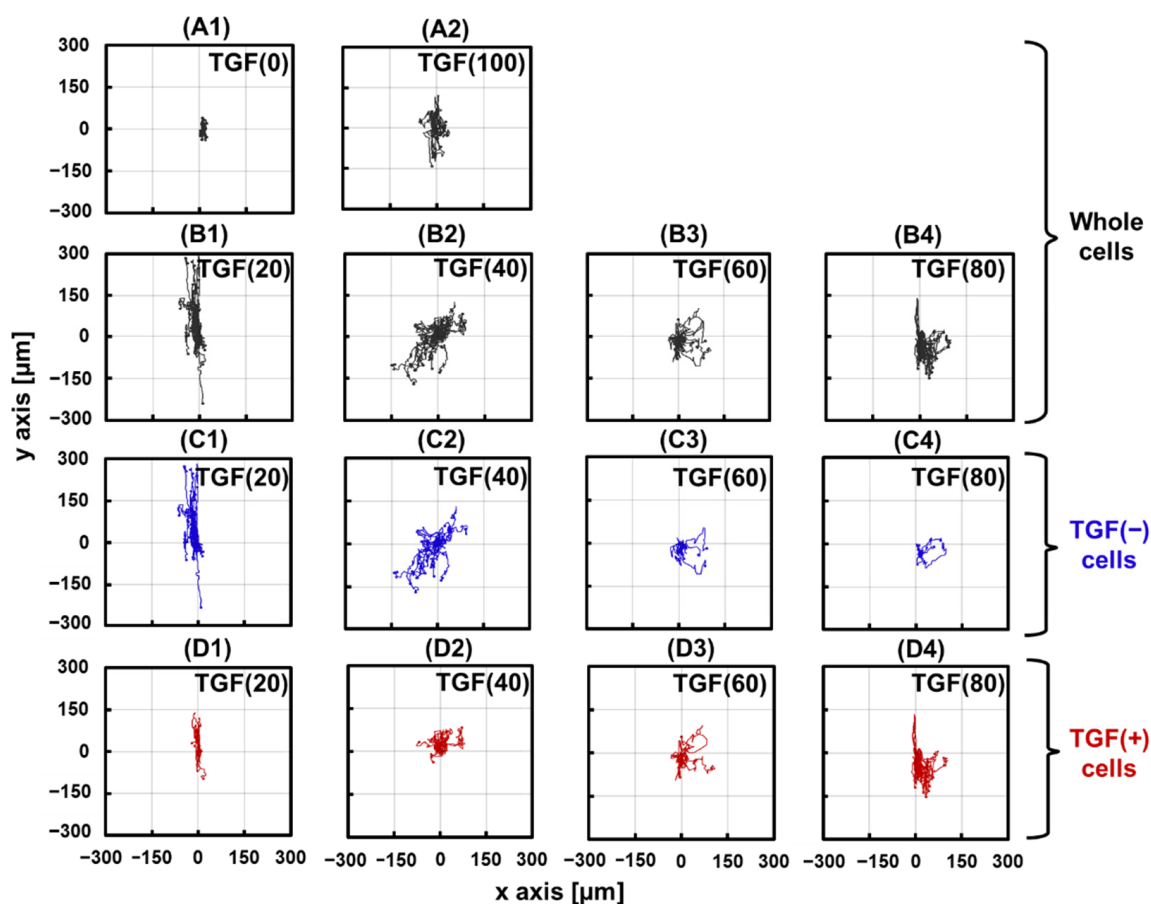 (A1)
(A2)
300
150
0
−150
−300
TGF(0)
TGF(100)
(B1)
(B2)
(B3)
(B4)
300
150
0
−150
−300
TGF(20)
TGF(40)
TGF(60)
TGF(80)
Whole
cells
y axis [μm]
(C1)
(C2)
(C3)
(C4)
300
150
0
−150
−300
TGF(20)
TGF(40)
TGF(60)
TGF(80)
TGF(−)
cells
(D1)
(D2)
(D3)
(D4)
300
150
0
−150
−300
TGF(20)
TGF(40)
TGF(60)
TGF(80)
TGF(+)
cells
−300 −150 0 150 300
−300 −150 0 150 300
−300 −150 0 150 300
−300 −150 0 150 300
x axis [μm]